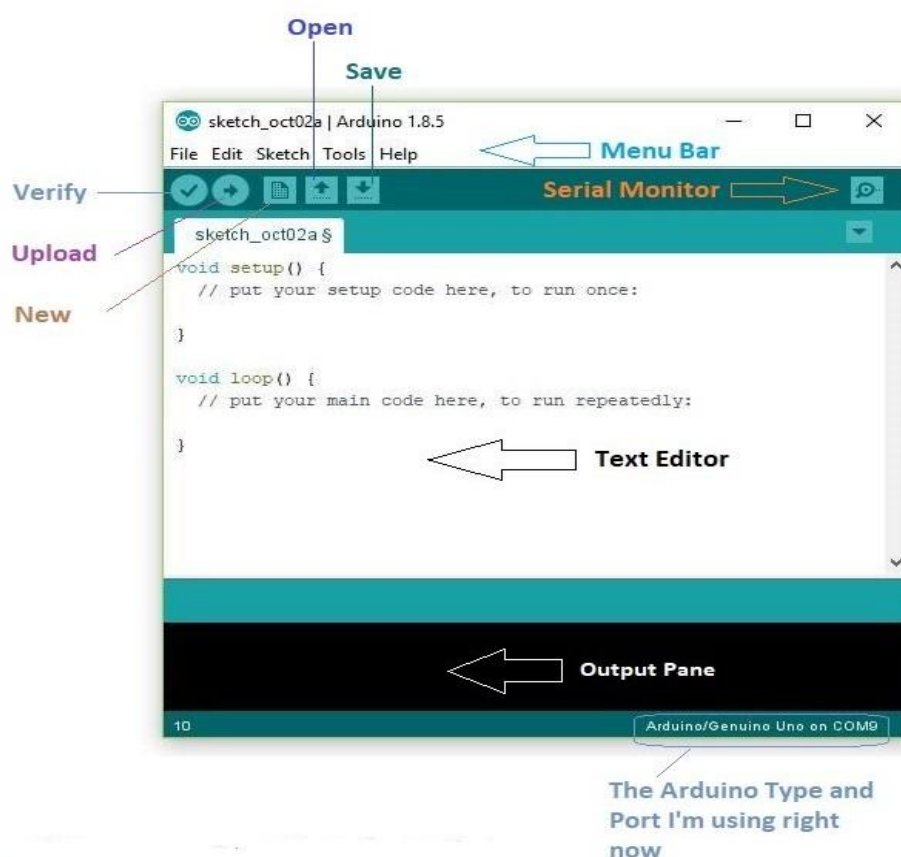 Open
Save
sketch_oct02a | Arduino 1.8.5
File Edit Sketch Tools Help
Menu Bar
Verify
Serial Monitor
sketch_oct02a §
Upload
void setup() {
// put your setup code here, to run once:
New
}
void loop() {
// put your main code here, to run repeatedly:
}
Text Editor
Output Pane
10
Arduino/Genuino Uno on COM9
The Arduino Type and
Port I'm using right
now